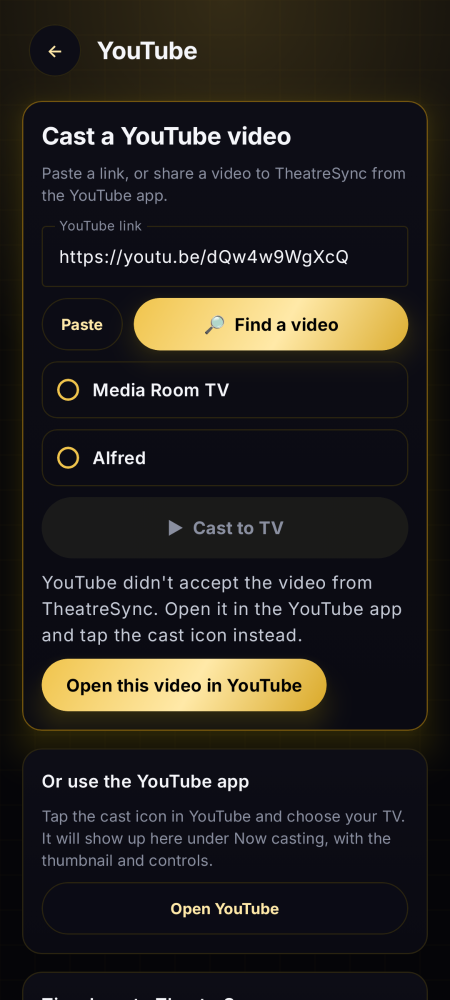 ← YouTube
Cast a YouTube video
Paste a link, or share a video to TheatreSync from
the YouTube app.
YouTube link
https://youtu.be/dQw4w9WgXcQ
Paste
🔎 Find a video
Media Room TV
Alfred
▶ Cast to TV
YouTube didn't accept the video from
TheatreSync. Open it in the YouTube app
and tap the cast icon instead.
Open this video in YouTube
Or use the YouTube app
Tap the cast icon in YouTube and choose your TV.
It will show up here under Now casting, with the
thumbnail and controls.
Open YouTube